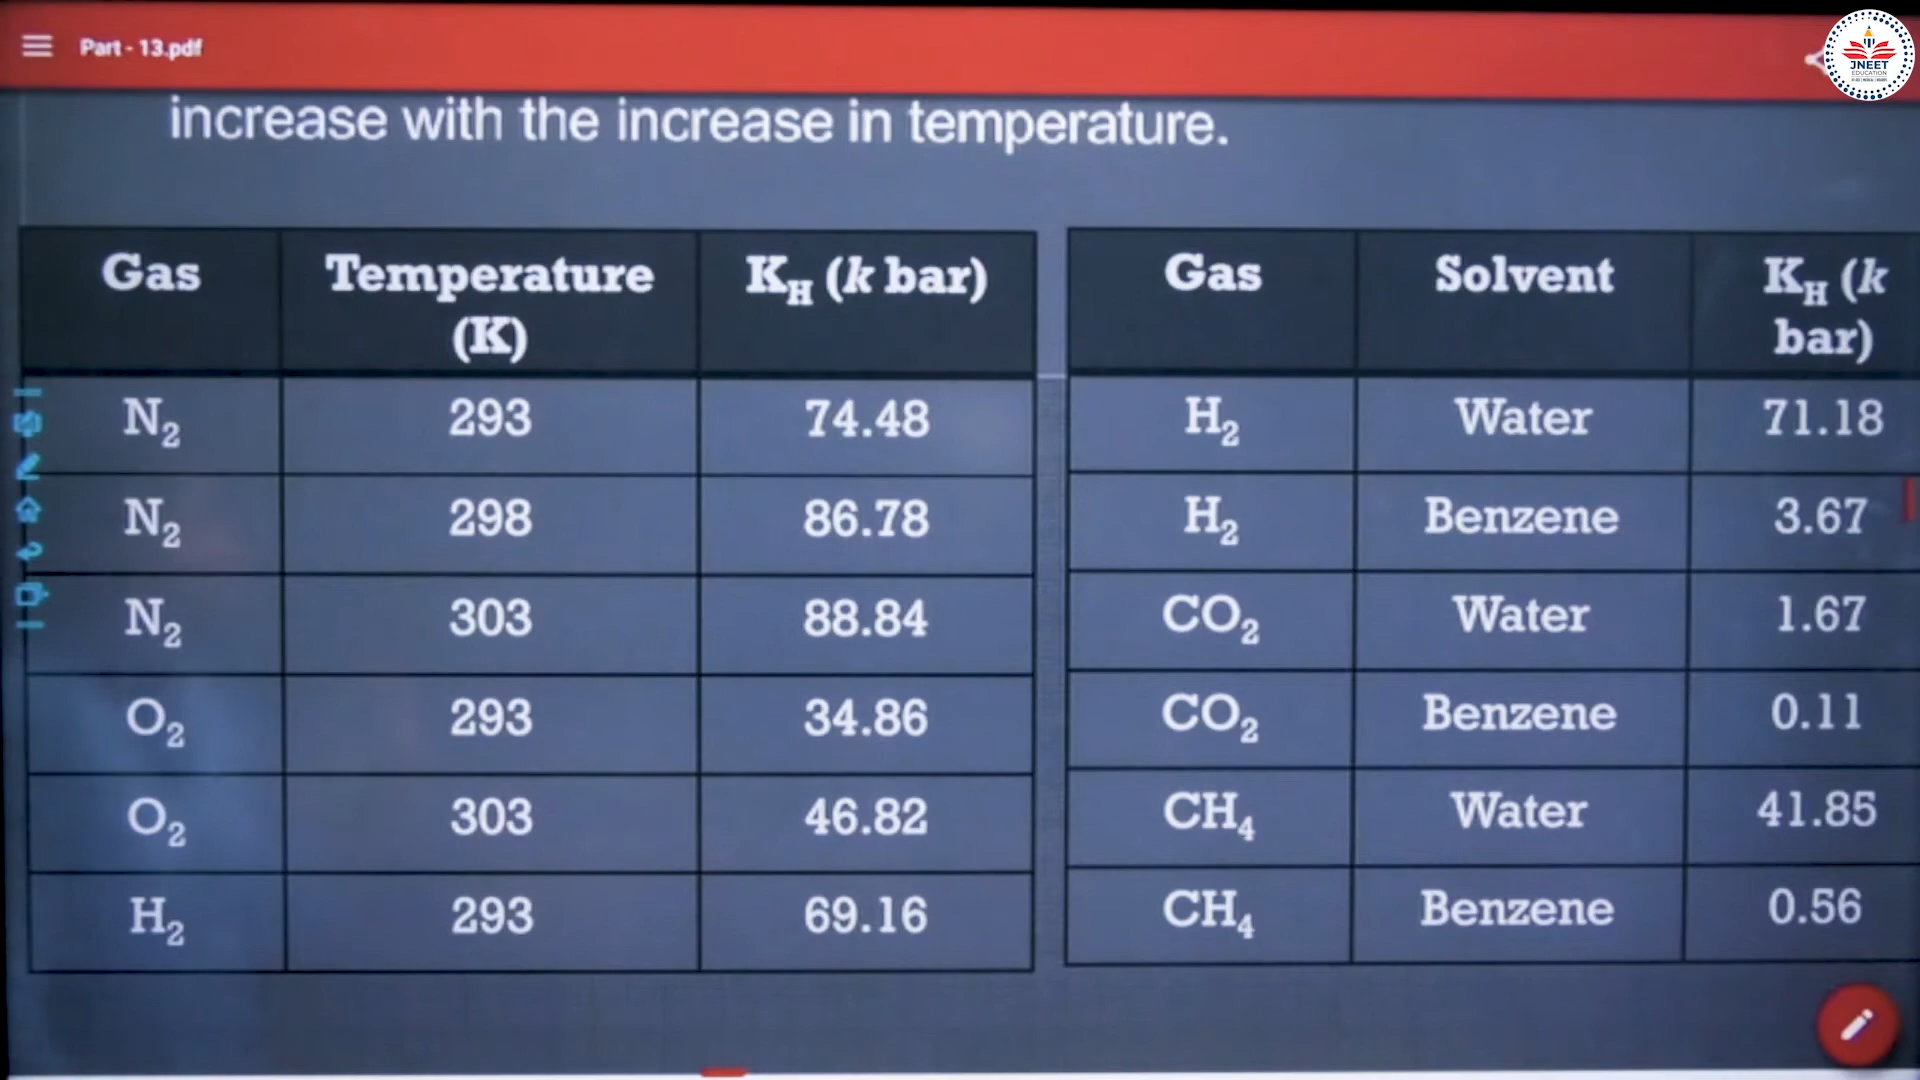 Part - 13.pdf
JNEET
EDUCATION
increase with the increase in temperature.
Gas Temperature (K) K_H (k bar)
N₂ 293 74.48
N₂ 298 86.78
N₂ 303 88.84
O₂ 293 34.86
O₂ 303 46.82
H₂ 293 69.16
Gas Solvent K_H (k bar)
H₂ Water 71.18
H₂ Benzene 3.67
CO₂ Water 1.67
CO₂ Benzene 0.11
CH₄ Water 41.85
CH₄ Benzene 0.56